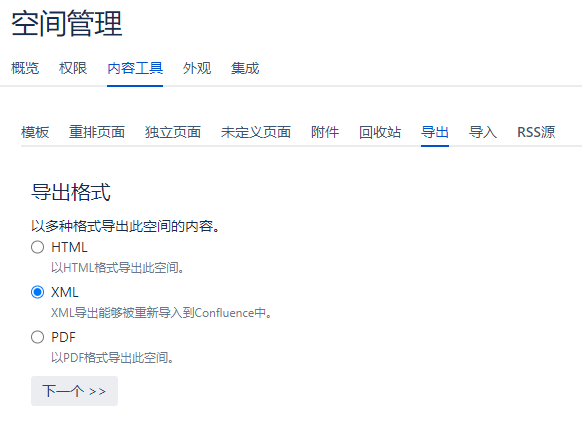 空间管理
概览 权限 内容工具 外观 集成
模板 重排页面 独立页面 未定义页面 附件 回收站 导出 导入 RSS源
导出格式
以多种格式导出此空间的内容。
HTML
以HTML格式导出此空间。
XML
XML导出能够被重新导入到Confluence中。
PDF
以PDF格式导出此空间。
下一个 >>